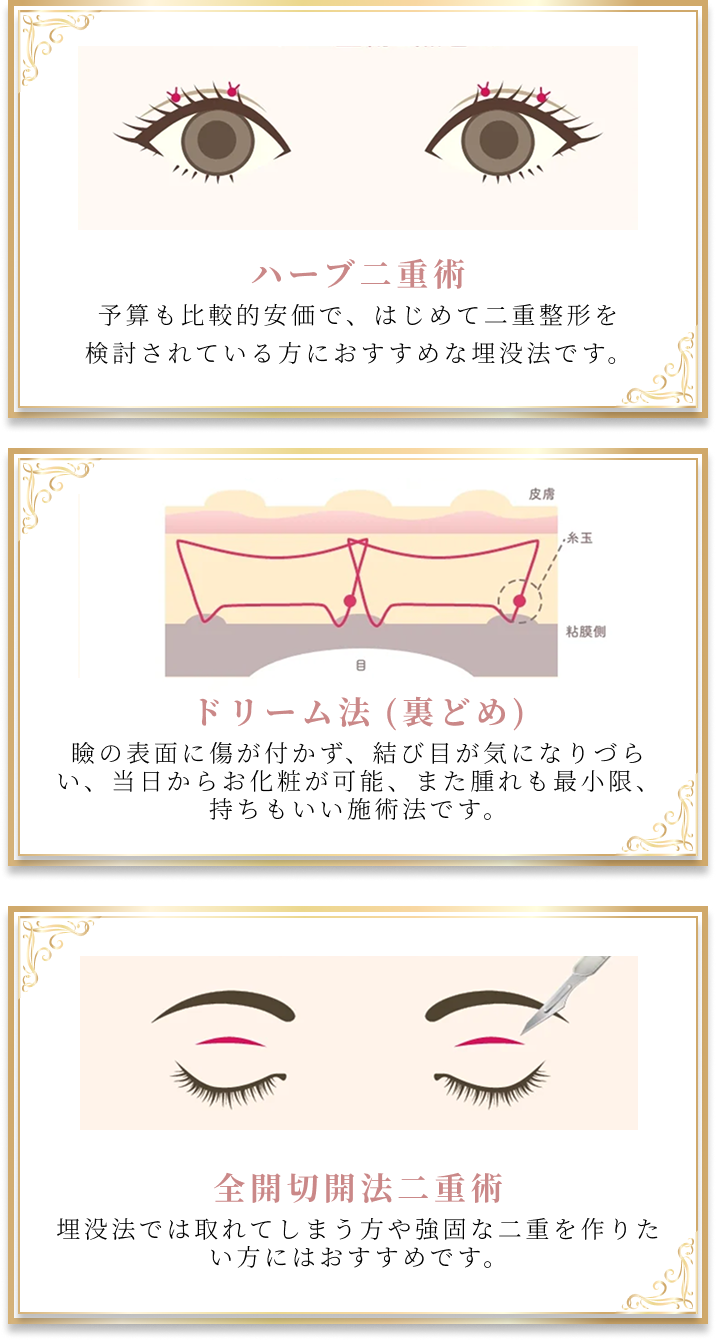 ハーブ二重術
予算も比較的安価で、はじめて二重整形を
検討されている方におすすめな埋没法です。
皮膚
糸玉
粘膜側
目
ドリーム法(裏どめ)
瞼の表面に傷が付かず、結び目が気になりづら
い、当日からお化粧が可能、また腫れも最小限、
持ちもいい施術法です。
全開切開法二重術
埋没法では取れてしまう方や強固な二重を作りた
い方にはおすすめです。